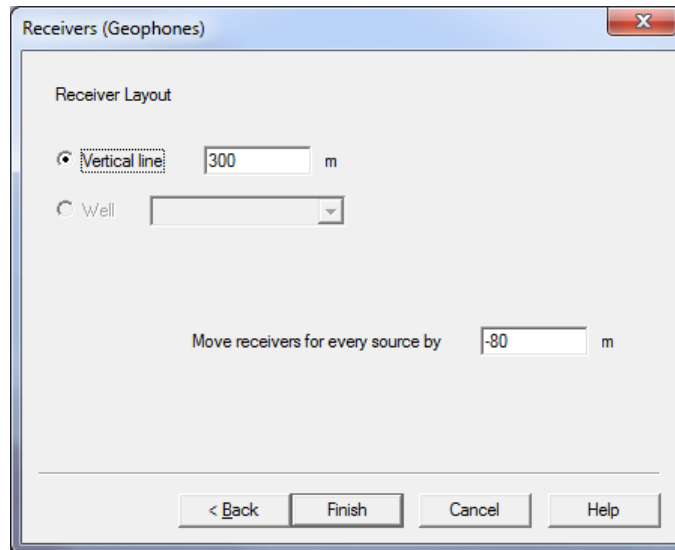 Receivers (Geophones)
Receiver Layout
Vertical line 300 m
Well
Move receivers for every source by -80 m
< Back Finish Cancel Help